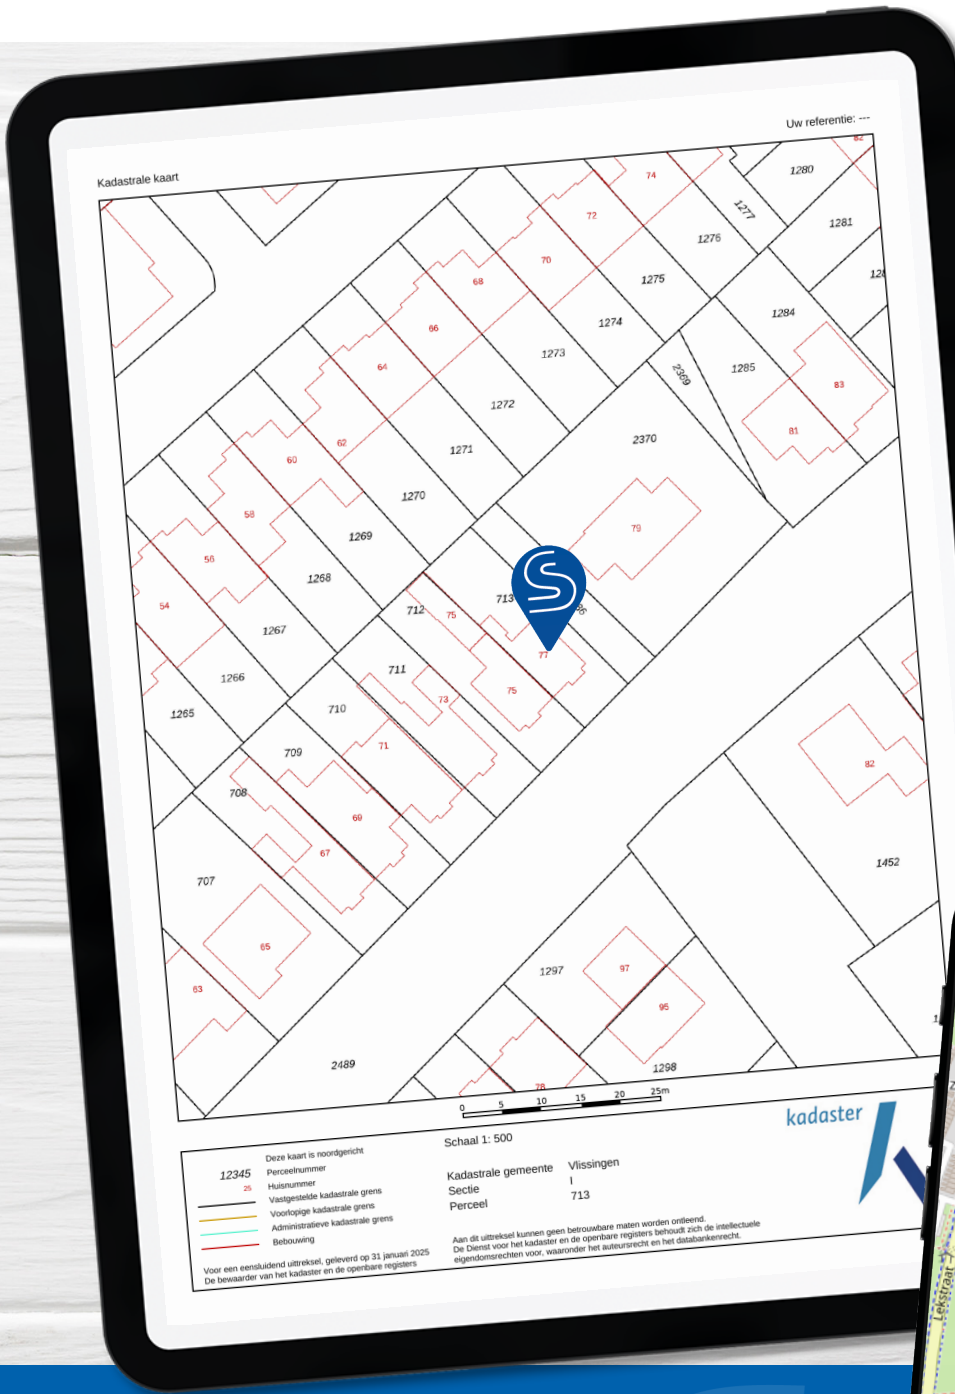 Uw referentie: ---
Kadastrale kaart
82
74
1280
1277
72
1281
1276
70
1275
68
1284
1274
66
1273
1285
2369
64
83
1272
81
62
2370
1271
60
1270
58
79
1269
56
1268
713
54
712
75
1267
77
711
1266
75
73
1265
710
71
709
82
708
69
67
1452
707
65
97
1297
63
95
2489
1298
78
0 5 10 15 20 25m
Schaal 1: 500
kadaster
Deze kaart is noordgericht
12345 Perceelnummer
25 Huisnummer
Vastgestelde kadastrale grens
Voorlopige kadastrale grens
Administratieve kadastrale grens
Bebouwing
Kadastrale gemeente Vlissingen
Sectie I
Perceel 713
Voor een eensluidend uittreksel, geleverd op 31 januari 2025
De bewaarder van het kadaster en de openbare registers
Aan dit uittreksel kunnen geen betrouwbare maten worden ontleend.
De Dienst voor het kadaster en de openbare registers behoudt zich de intellectuele
eigendomsrechten voor, waaronder het auteursrecht en het databankenrecht.
Lekstraat